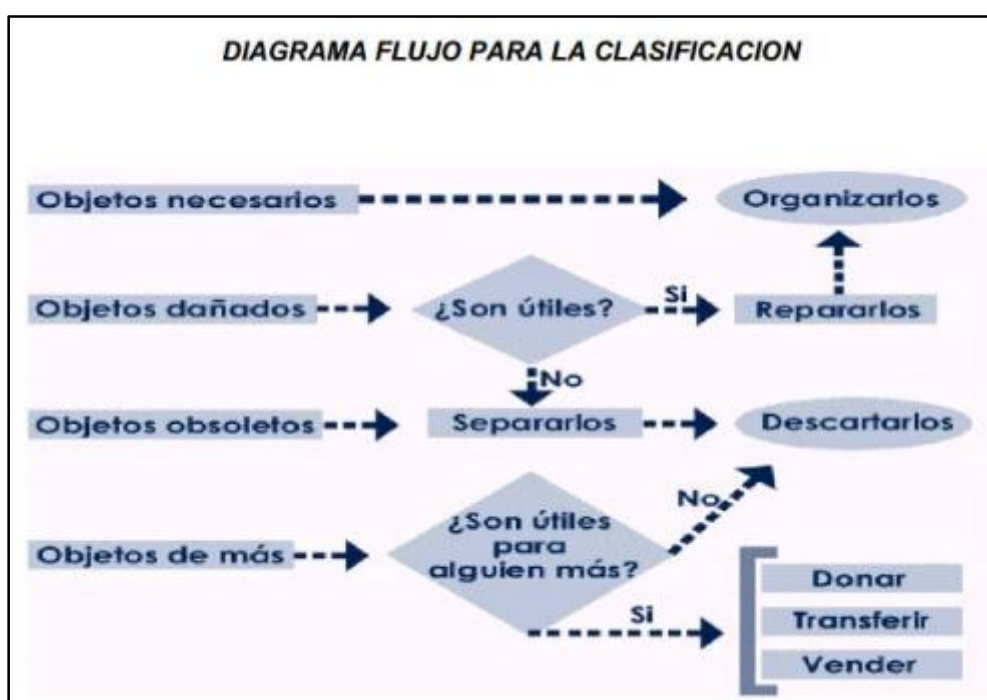 DIAGRAMA FLUJO PARA LA CLASIFICACION
Objetos necesarios
Organizarlos
Objetos dañados
¿Son útiles?
Si
Repararlos
No
Objetos obsoletos
Separarlos
Descartarlos
Objetos de más
¿Son útiles
para
alguien más?
No
Si
Donar
Transferir
Vender